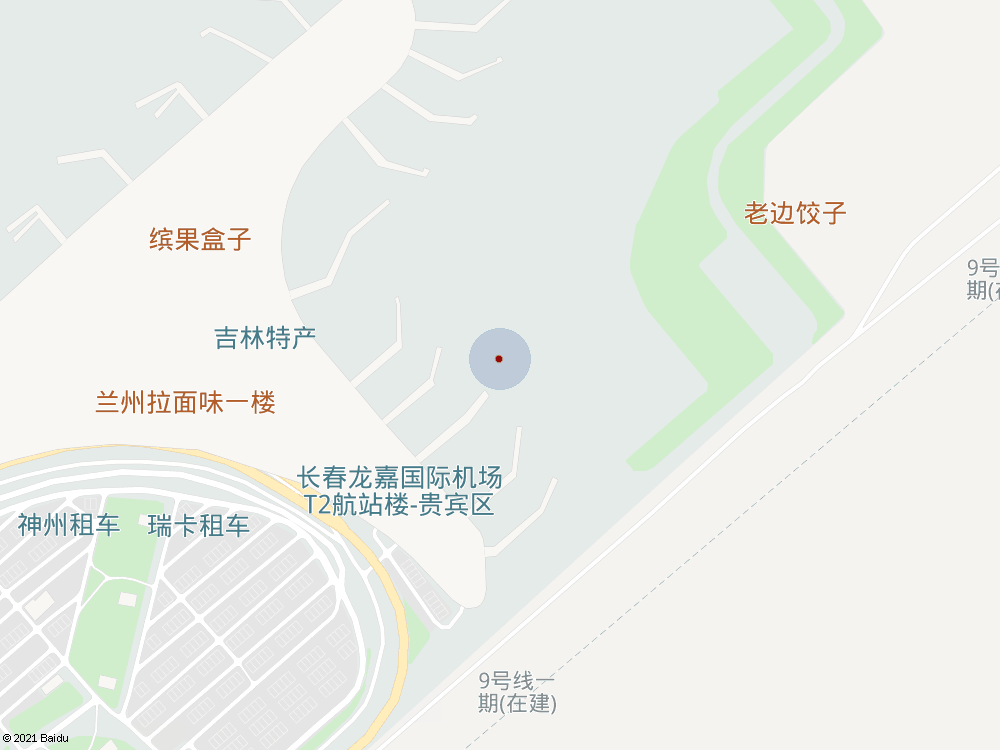 老边饺子
缤果盒子
9号
期(在
吉林特产
兰州拉面味一楼
长春龙嘉国际机场
T2航站楼-贵宾区
神州租车
瑞卡租车
9号线一
期(在建)
© 2021 Baidu